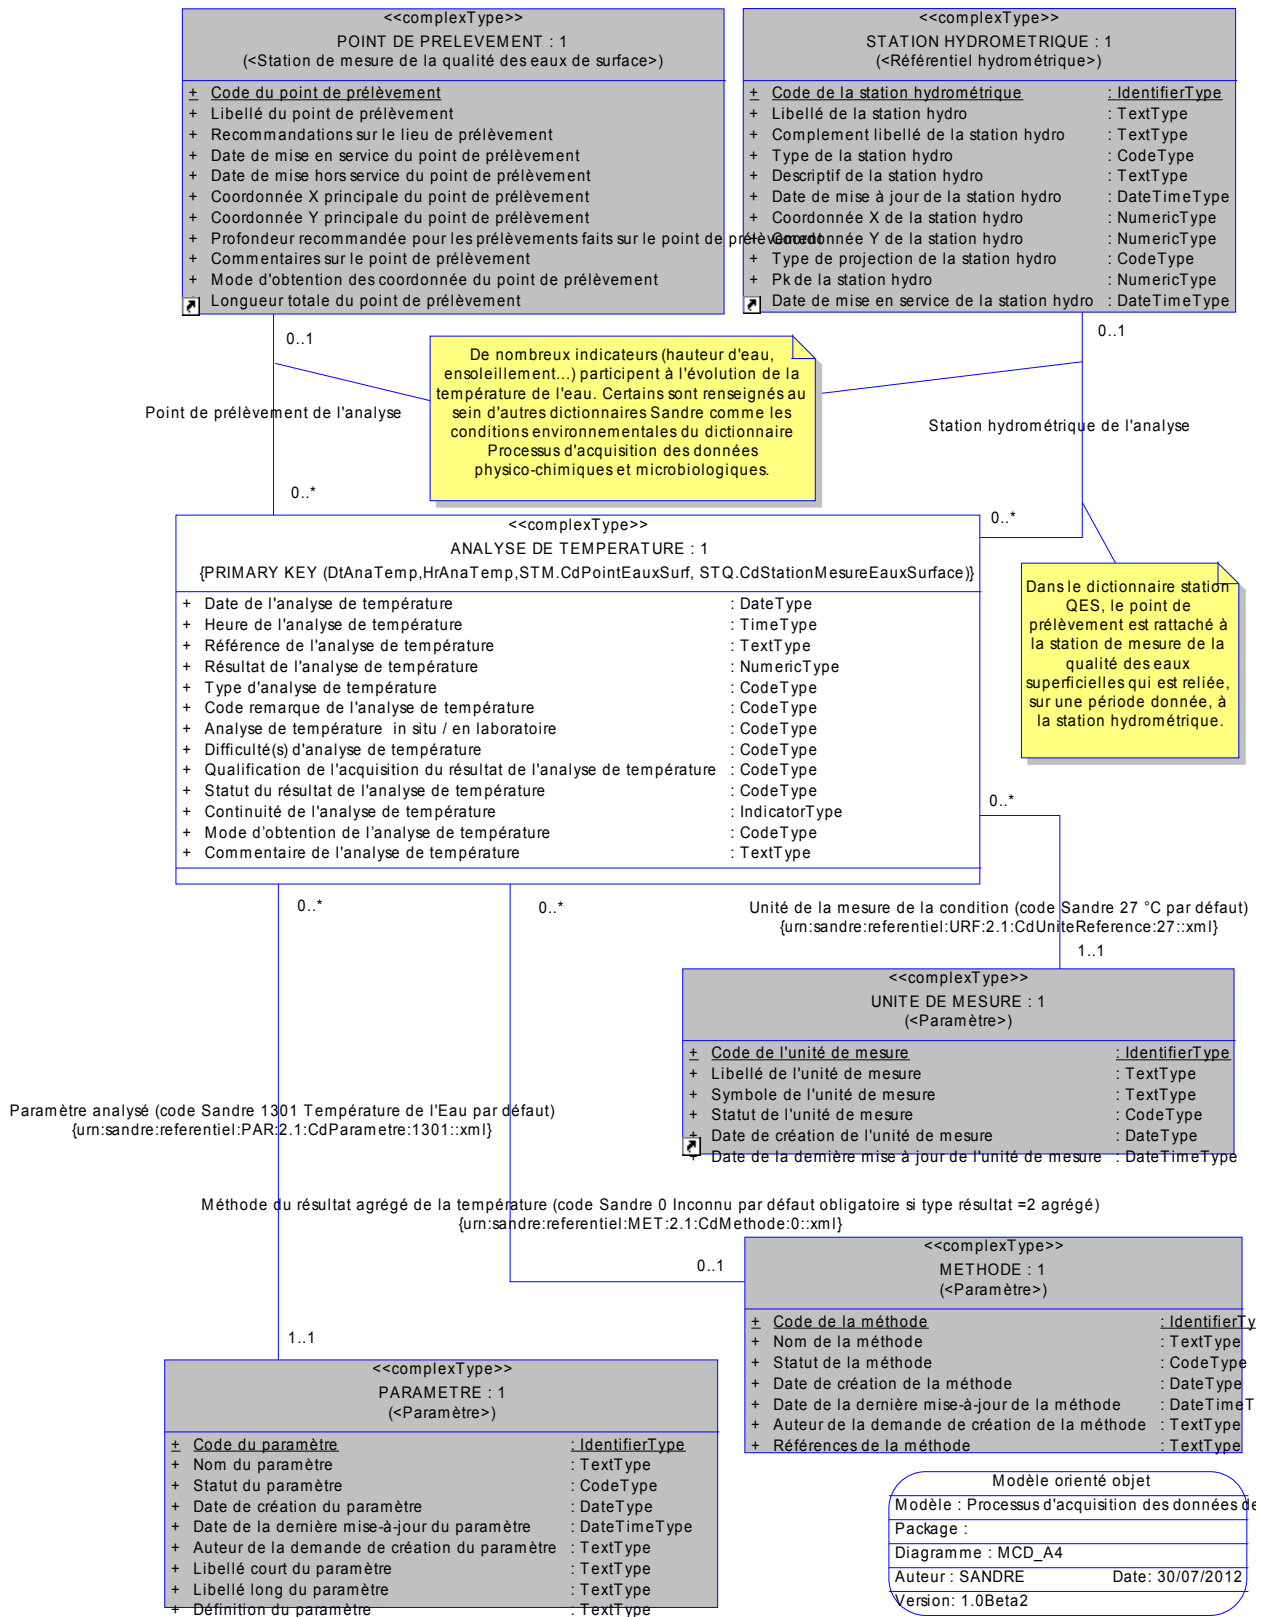 <<complexType>>
POINT DE PRELEVEMENT : 1
(<Station de mesure de la qualité des eaux de surface>)
+ Code du point de prélèvement
+ Libellé du point de prélèvement
+ Recommandations sur le lieu de prélèvement
+ Date de mise en service du point de prélèvement
+ Date de mise hors service du point de prélèvement
+ Coordonnée X principale du point de prélèvement
+ Coordonnée Y principale du point de prélèvement
+ Profondeur recommandée pour les prélèvements faits sur le point de prélèvement
+ Commentaires sur le point de prélèvement
+ Mode d'obtention des coordonnée du point de prélèvement
Longueur totale du point de prélèvement
<<complexType>>
STATION HYDROMETRIQUE : 1
(<Référentiel hydrométrique>)
+ Code de la station hydrométrique : IdentifierType
+ Libellé de la station hydro : TextType
+ Complement libellé de la station hydro : TextType
+ Type de la station hydro : CodeType
+ Descriptif de la station hydro : TextType
+ Date de mise à jour de la station hydro : DateTimeType
+ Coordonnée X de la station hydro : NumericType
+ Coordonnée Y de la station hydro : NumericType
+ Type de projection de la station hydro : CodeType
+ Pk de la station hydro : NumericType
Date de mise en service de la station hydro : DateTimeType
0..1
0..1
De nombreux indicateurs (hauteur d'eau,
ensoleillement...) participent à l'évolution de la
température de l'eau. Certains sont renseignés au
sein d'autres dictionnaires Sandre comme les
conditions environnementales du dictionnaire
Processus d'acquisition des données
physico-chimiques et microbiologiques.
Point de prélèvement de l'analyse
Station hydrométrique de l'analyse
0..*
0..*
<<complexType>>
ANALYSE DE TEMPERATURE : 1
{PRIMARY KEY (DtAnaTemp,HrAnaTemp,STM.CdPointEauxSurf, STQ.CdStationMesureEauxSurface)}
+ Date de l'analyse de température : DateType
+ Heure de l'analyse de température : TimeType
+ Référence de l'analyse de température : TextType
+ Résultat de l'analyse de température : NumericType
+ Type d'analyse de température : CodeType
+ Code remarque de l'analyse de température : CodeType
+ Analyse de température in situ / en laboratoire : CodeType
+ Difficulté(s) d'analyse de température : CodeType
+ Qualification de l'acquisition du résultat de l'analyse de température : CodeType
+ Statut du résultat de l'analyse de température : CodeType
+ Continuité de l'analyse de température : IndicatorType
+ Mode d’obtention de l’analyse de température : CodeType
+ Commentaire de l'analyse de température : TextType
Dans le dictionnaire station
QES, le point de
prélèvement est rattaché à
la station de mesure de la
qualité des eaux
superficielles qui est reliée,
sur une période donnée, à
la station hydrométrique.
0..*
0..*
0..*
Unité de la mesure de la condition (code Sandre 27 °C par défaut)
{urn:sandre:referentiel:URF:2.1:CdUniteReference:27::xml}
1..1
<<complexType>>
UNITE DE MESURE : 1
(<Paramètre>)
+ Code de l'unité de mesure : IdentifierType
+ Libellé de l'unité de mesure : TextType
+ Symbole de l'unité de mesure : TextType
+ Statut de l'unité de mesure : CodeType
+ Date de création de l'unité de mesure : DateType
+ Date de la dernière mise à jour de l'unité de mesure : DateTimeType
Paramètre analysé (code Sandre 1301 Température de l'Eau par défaut)
{urn:sandre:referentiel:PAR:2.1:CdParametre:1301::xml}
Méthode du résultat agrégé de la température (code Sandre 0 Inconnu par défaut obligatoire si type résultat =2 agrégé)
{urn:sandre:referentiel:MET:2.1:CdMethode:0::xml}
0..1
<<complexType>>
METHODE : 1
(<Paramètre>)
+ Code de la méthode : IdentifierTy
+ Nom de la méthode : TextType
+ Statut de la méthode : CodeType
+ Date de création de la méthode : DateType
+ Date de la dernière mise-à-jour de la méthode : DateTimeT
+ Auteur de la demande de création de la méthode : TextType
+ Références de la méthode : TextType
1..1
<<complexType>>
PARAMETRE : 1
(<Paramètre>)
+ Code du paramètre : IdentifierType
+ Nom du paramètre : TextType
+ Statut du paramètre : CodeType
+ Date de création du paramètre : DateType
+ Date de la dernière mise-à-jour du paramètre : DateTimeType
+ Auteur de la demande de création du paramètre : TextType
+ Libellé court du paramètre : TextType
+ Libellé long du paramètre : TextType
+ Définition du paramètre : TextType
Modèle orienté objet
Modèle : Processus d'acquisition des données de
Package :
Diagramme : MCD_A4
Auteur : SANDRE Date: 30/07/2012
Version: 1.0Beta2